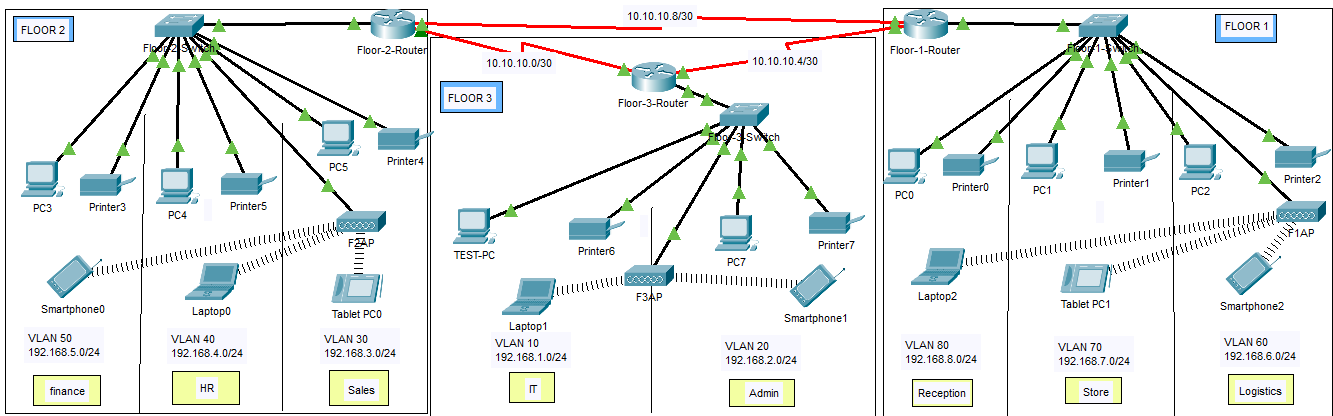 FLOOR 2
Floor-2-Switch
Floor-2-Router
10.10.10.8/30
10.10.10.0/30
10.10.10.4/30
Floor-1-Router
Floor-1-Switch
FLOOR 1
FLOOR 3
Floor-3-Router
Floor-3-Switch
PC3
Printer3
PC4
Printer5
PC5
Printer4
F2AP
Smartphone0
Laptop0
Tablet PC0
VLAN 50
192.168.5.0/24
VLAN 40
192.168.4.0/24
VLAN 30
192.168.3.0/24
finance
HR
Sales
TEST-PC
Printer6
PC7
Printer7
F3AP
Laptop1
Smartphone1
VLAN 10
192.168.1.0/24
VLAN 20
192.168.2.0/24
IT
Admin
PC0
Printer0
PC1
Printer1
PC2
Printer2
F1AP
Laptop2
Tablet PC1
Smartphone2
VLAN 80
192.168.8.0/24
VLAN 70
192.168.7.0/24
VLAN 60
192.168.6.0/24
Reception
Store
Logistics